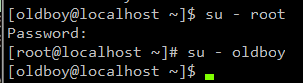 [oldboy@localhost ~]$ su - root
Password:
[root@localhost ~]# su - oldboy
[oldboy@localhost ~]$